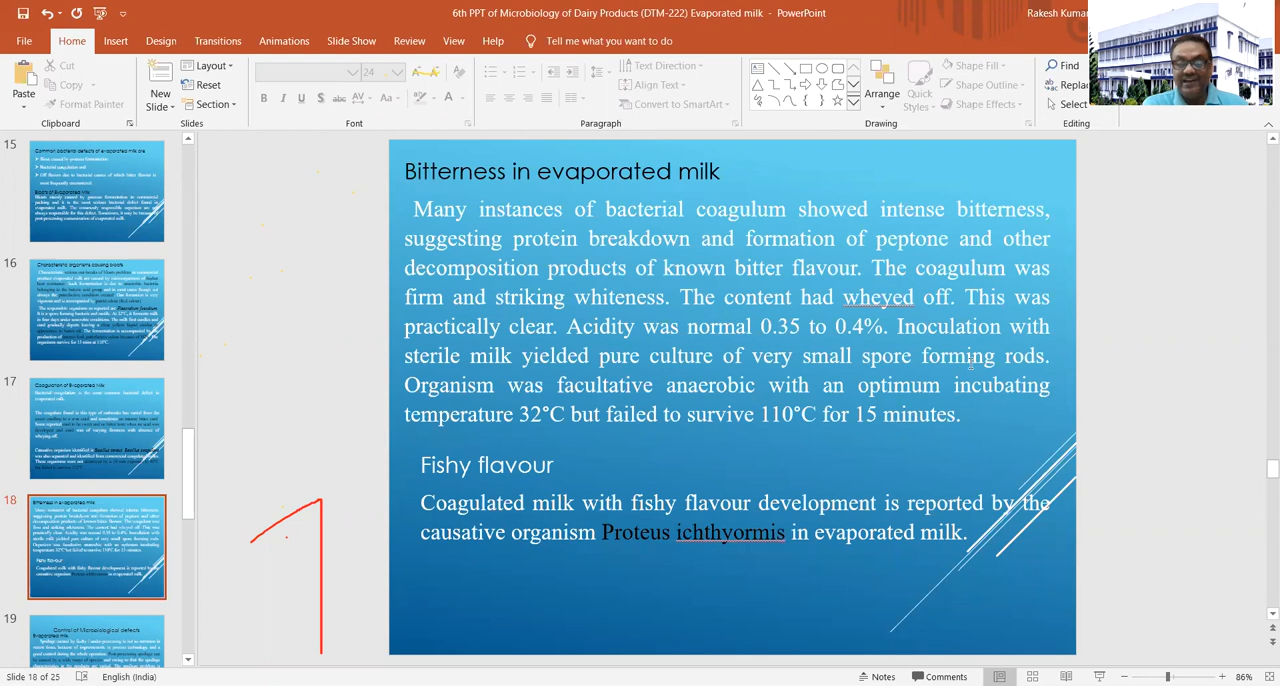 6th PPT of Microbiology of Dairy Products (DTM-222) Evaporated milk - PowerPoint
Rakesh Kumar
File Home Insert Design Transitions Animations Slide Show Review View Help Tell me what you want to do
Cut
Copy
Format Painter
Paste
Clipboard
New
Slide
Layout
Reset
Section
Slides
24
Font
Text Direction
Align Text
Convert to SmartArt
Paragraph
Arrange
Quick
Styles
Shape Fill
Shape Outline
Shape Effects
Drawing
Find
Replac
Select
Editing
15
16
17
18
19
Bitterness in evaporated milk
Many instances of bacterial coagulum showed intense bitterness,
suggesting protein breakdown and formation of peptone and other
decomposition products of known bitter flavour. The coagulum was
firm and striking whiteness. The content had wheyed off. This was
practically clear. Acidity was normal 0.35 to 0.4%. Inoculation with
sterile milk yielded pure culture of very small spore forming rods.
Organism was facultative anaerobic with an optimum incubating
temperature 32°C but failed to survive 110°C for 15 minutes.
Fishy flavour
Coagulated milk with fishy flavour development is reported by the
causative organism Proteus ichthyormis in evaporated milk.
Slide 18 of 25 English (India) Notes Comments 86%